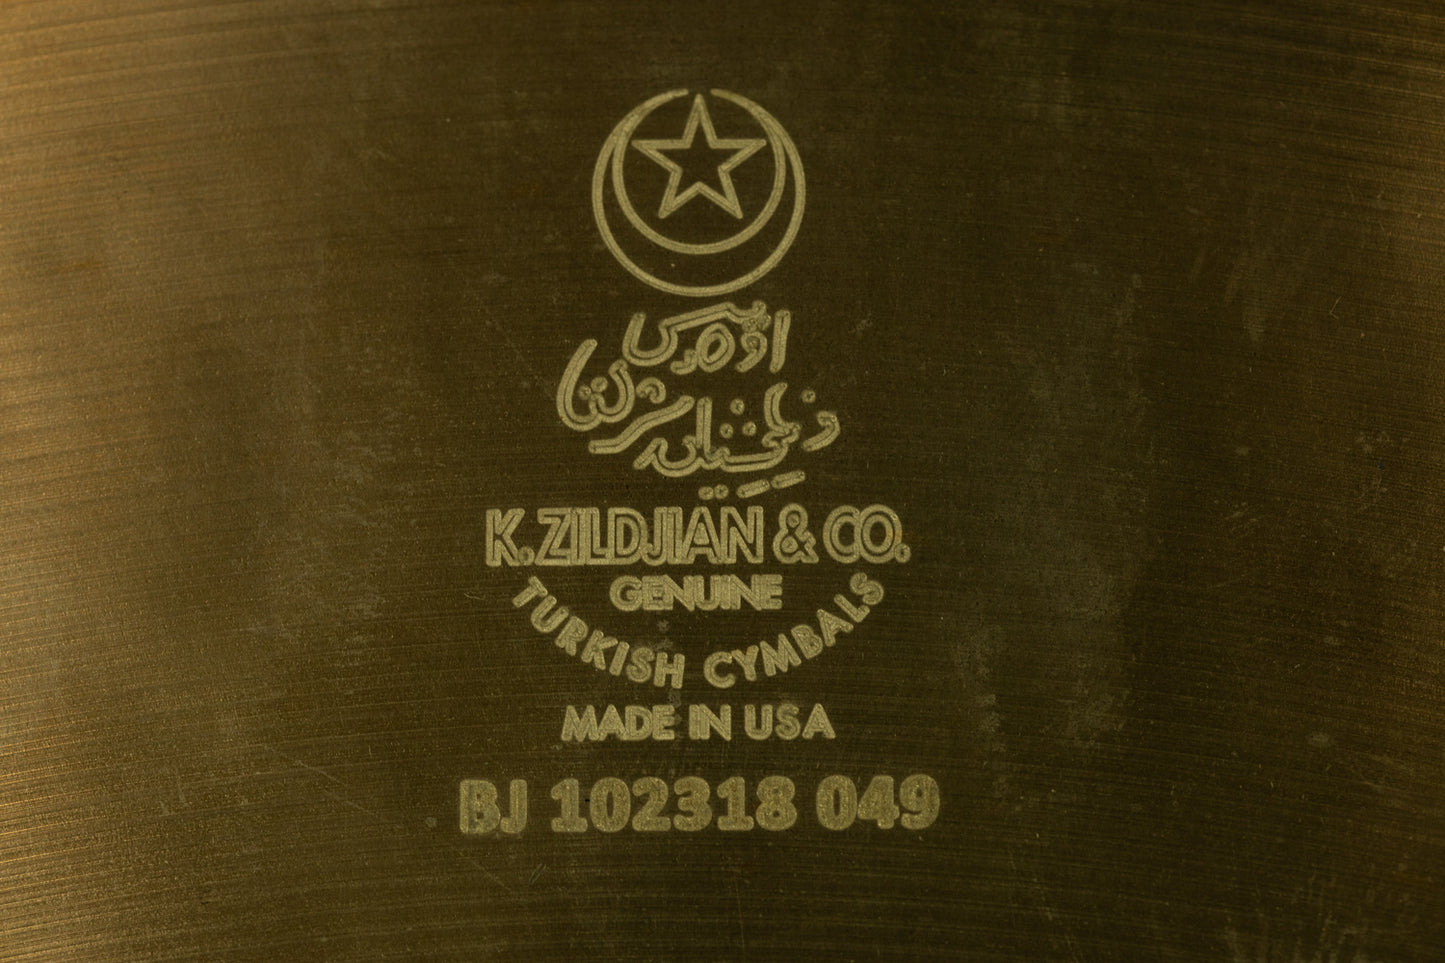 K. ZILDJIAN & CO.
GENUINE
TURKISH CYMBALS
MADE IN USA
BJ 102318 049